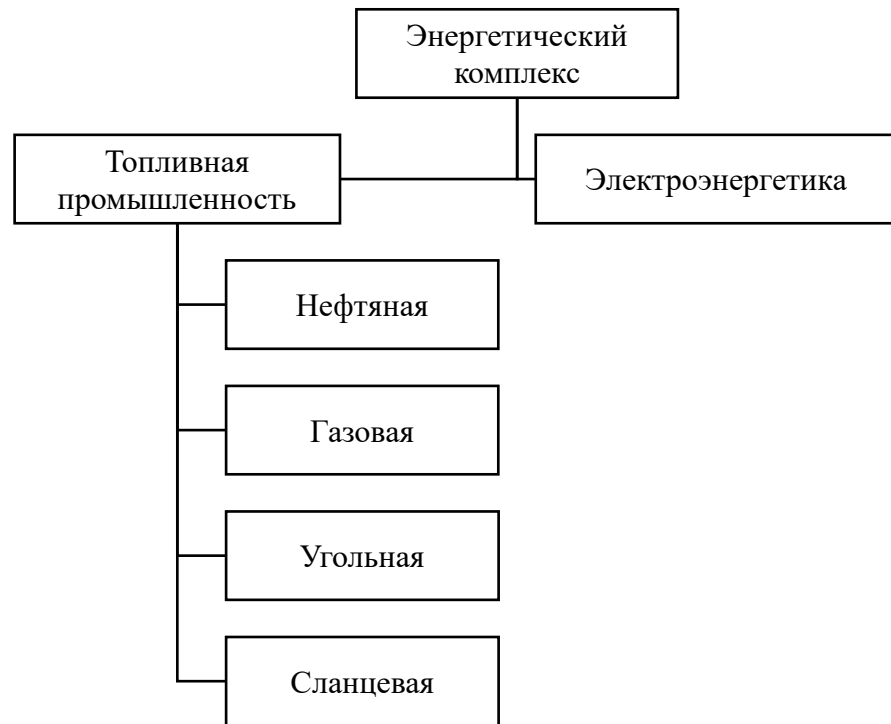 Энергетический
комплекс
Топливная
промышленность
Электроэнергетика
Нефтяная
Газовая
Угольная
Сланцевая